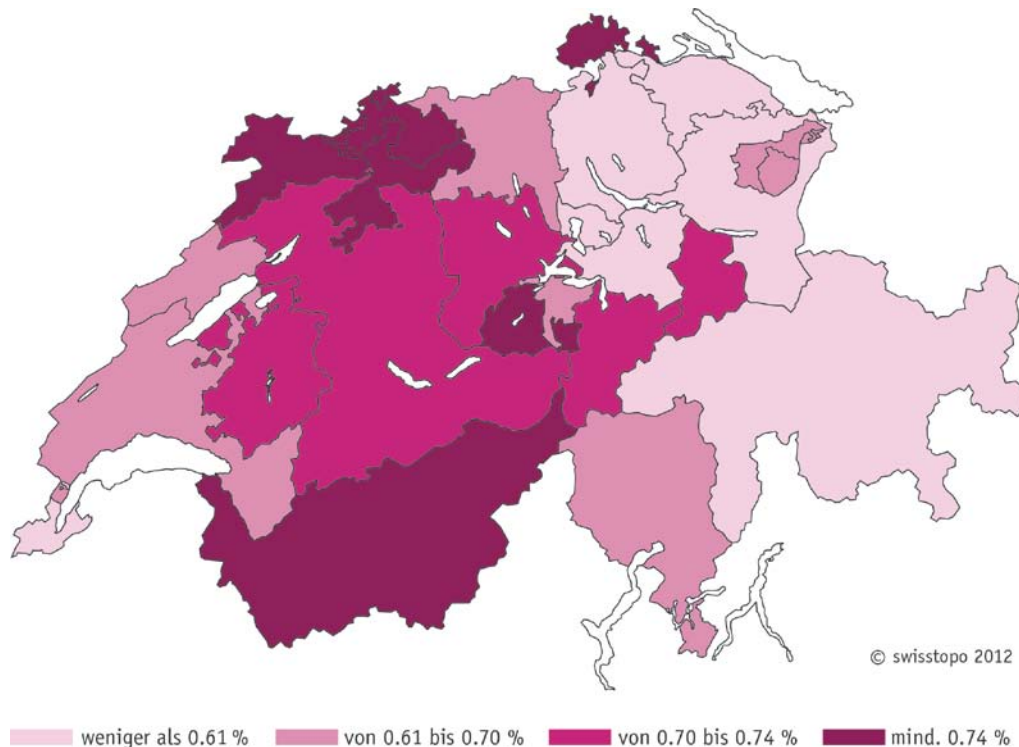 © swisstopo 2012
weniger als 0.61 % von 0.61 bis 0.70 % von 0.70 bis 0.74 % mind. 0.74 %